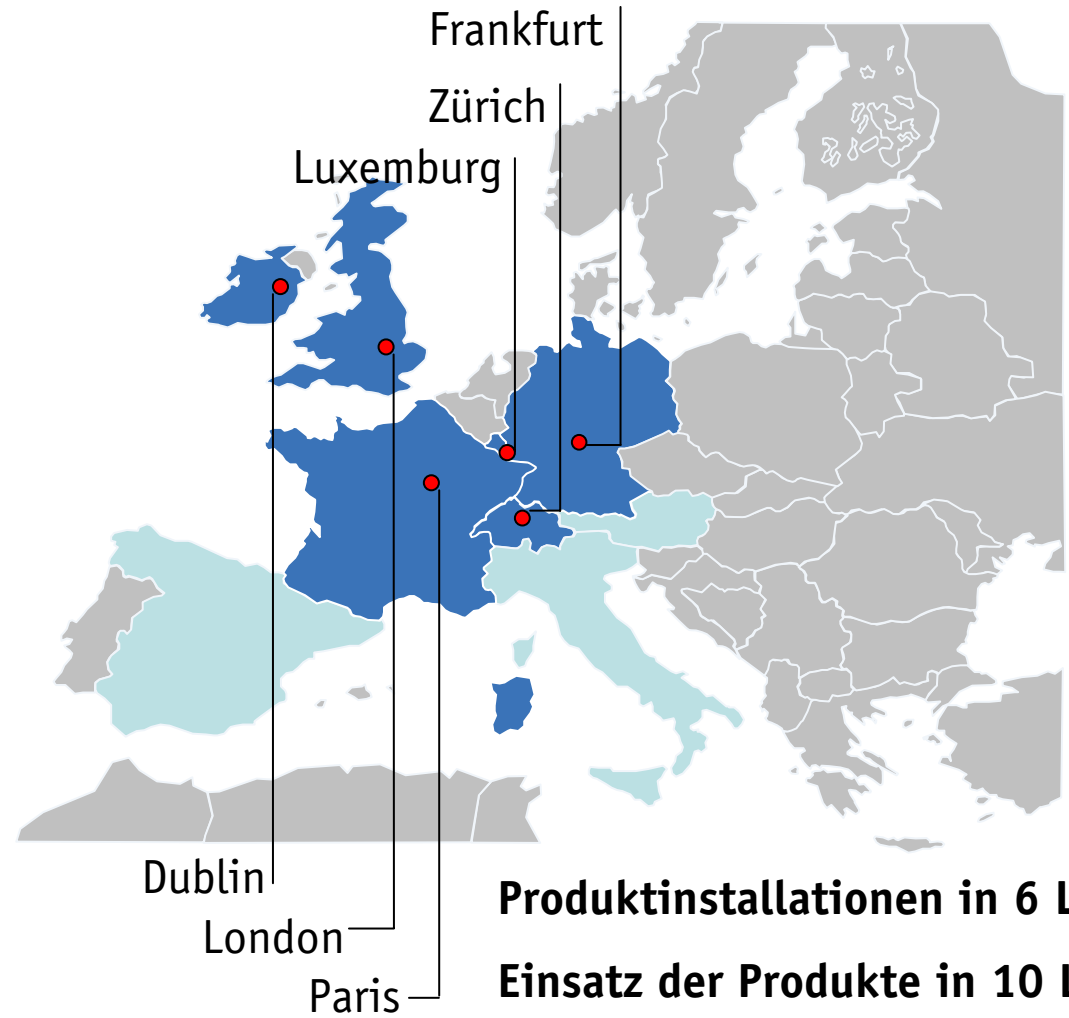 Frankfurt
Zürich
Luxemburg
Dublin
London
Paris
Produktinstallationen in 6 L
Einsatz der Produkte in 10 L